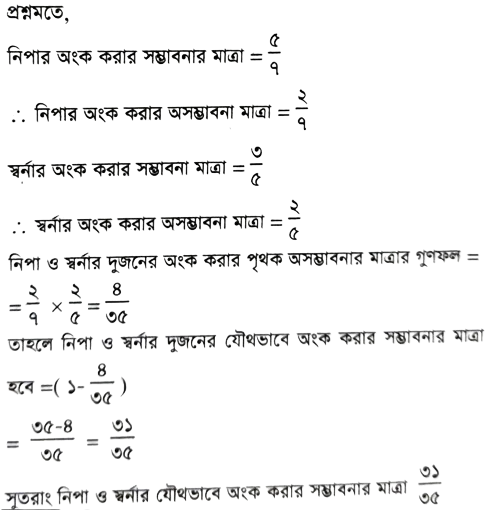 প্রশ্নমতে,
নিপার অংক করার সম্ভাবনার মাত্রা = ৫/৭
∴ নিপার অংক করার অসম্ভাবনা মাত্রা = ২/৭
স্বর্নার অংক করার সম্ভাবনা মাত্রা = ৩/৫
∴ স্বর্নার অংক করার অসম্ভাবনা মাত্রা = ২/৫
নিপা ও স্বর্নার দুজনের অংক করার পৃথক অসম্ভাবনার মাত্রার গুণফল =
= ২/৭ × ২/৫ = ৪/৩৫
তাহলে নিপা ও স্বর্নার দুজনের যৌথভাবে অংক করার সম্ভাবনার মাত্রা
হবে =( ১- ৪/৩৫ )
= ৩৫-৪/৩৫ = ৩১/৩৫
সুতরাং নিপা ও স্বর্নার যৌথভাবে অংক করার সম্ভাবনার মাত্রা ৩১/৩৫